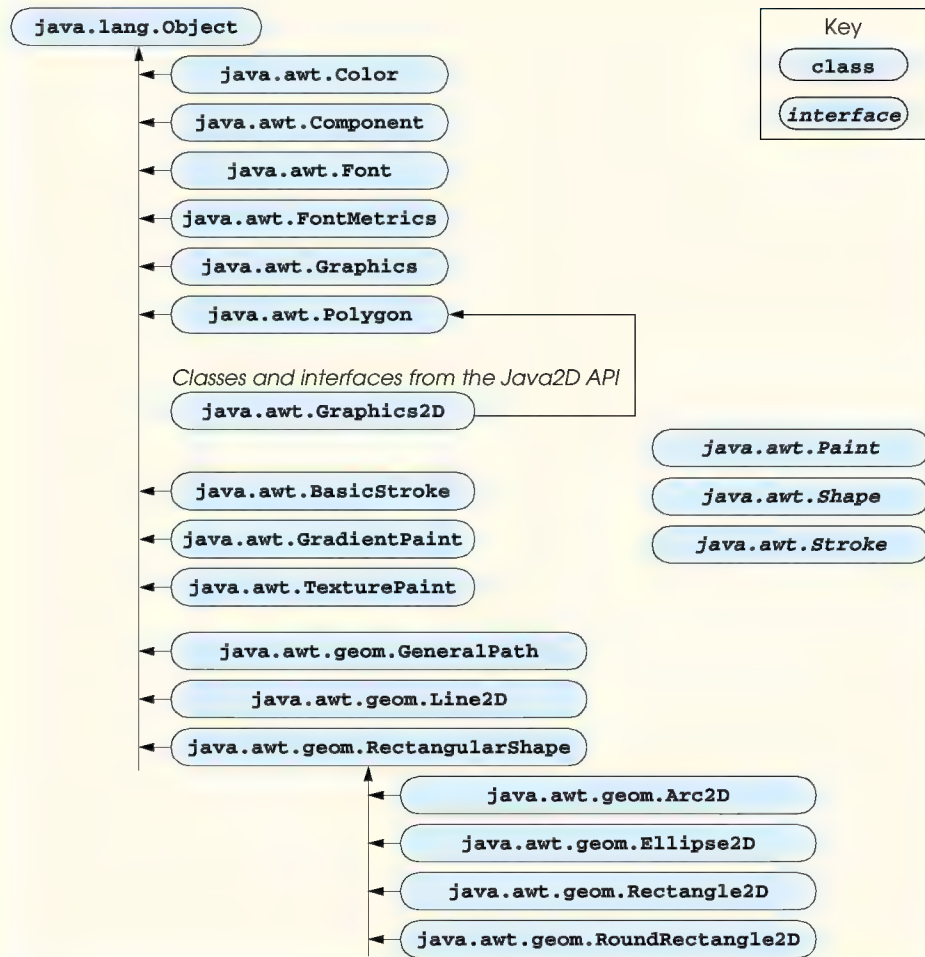 java.lang.Object
Key
class
interface
java.awt.Color
java.awt.Component
java.awt.Font
java.awt.FontMetrics
java.awt.Graphics
java.awt.Polygon
Classes and interfaces from the Java2D API
java.awt.Graphics2D
java.awt.Paint
java.awt.BasicStroke
java.awt.Shape
java.awt.GradientPaint
java.awt.Stroke
java.awt.TexturePaint
java.awt.geom.GeneralPath
java.awt.geom.Line2D
java.awt.geom.RectangularShape
java.awt.geom.Arc2D
java.awt.geom.Ellipse2D
java.awt.geom.Rectangle2D
java.awt.geom.RoundRectangle2D